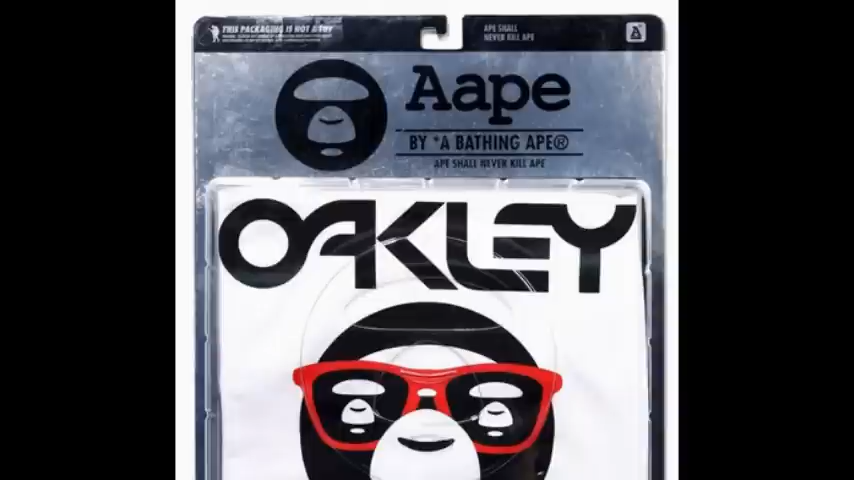 THIS PACKAGING IS NOT A TOY
APE SHALL
NEVER KILL APE
A
Aape
BY *A BATHING APE®
APE SHALL NEVER KILL APE
OAKLEY